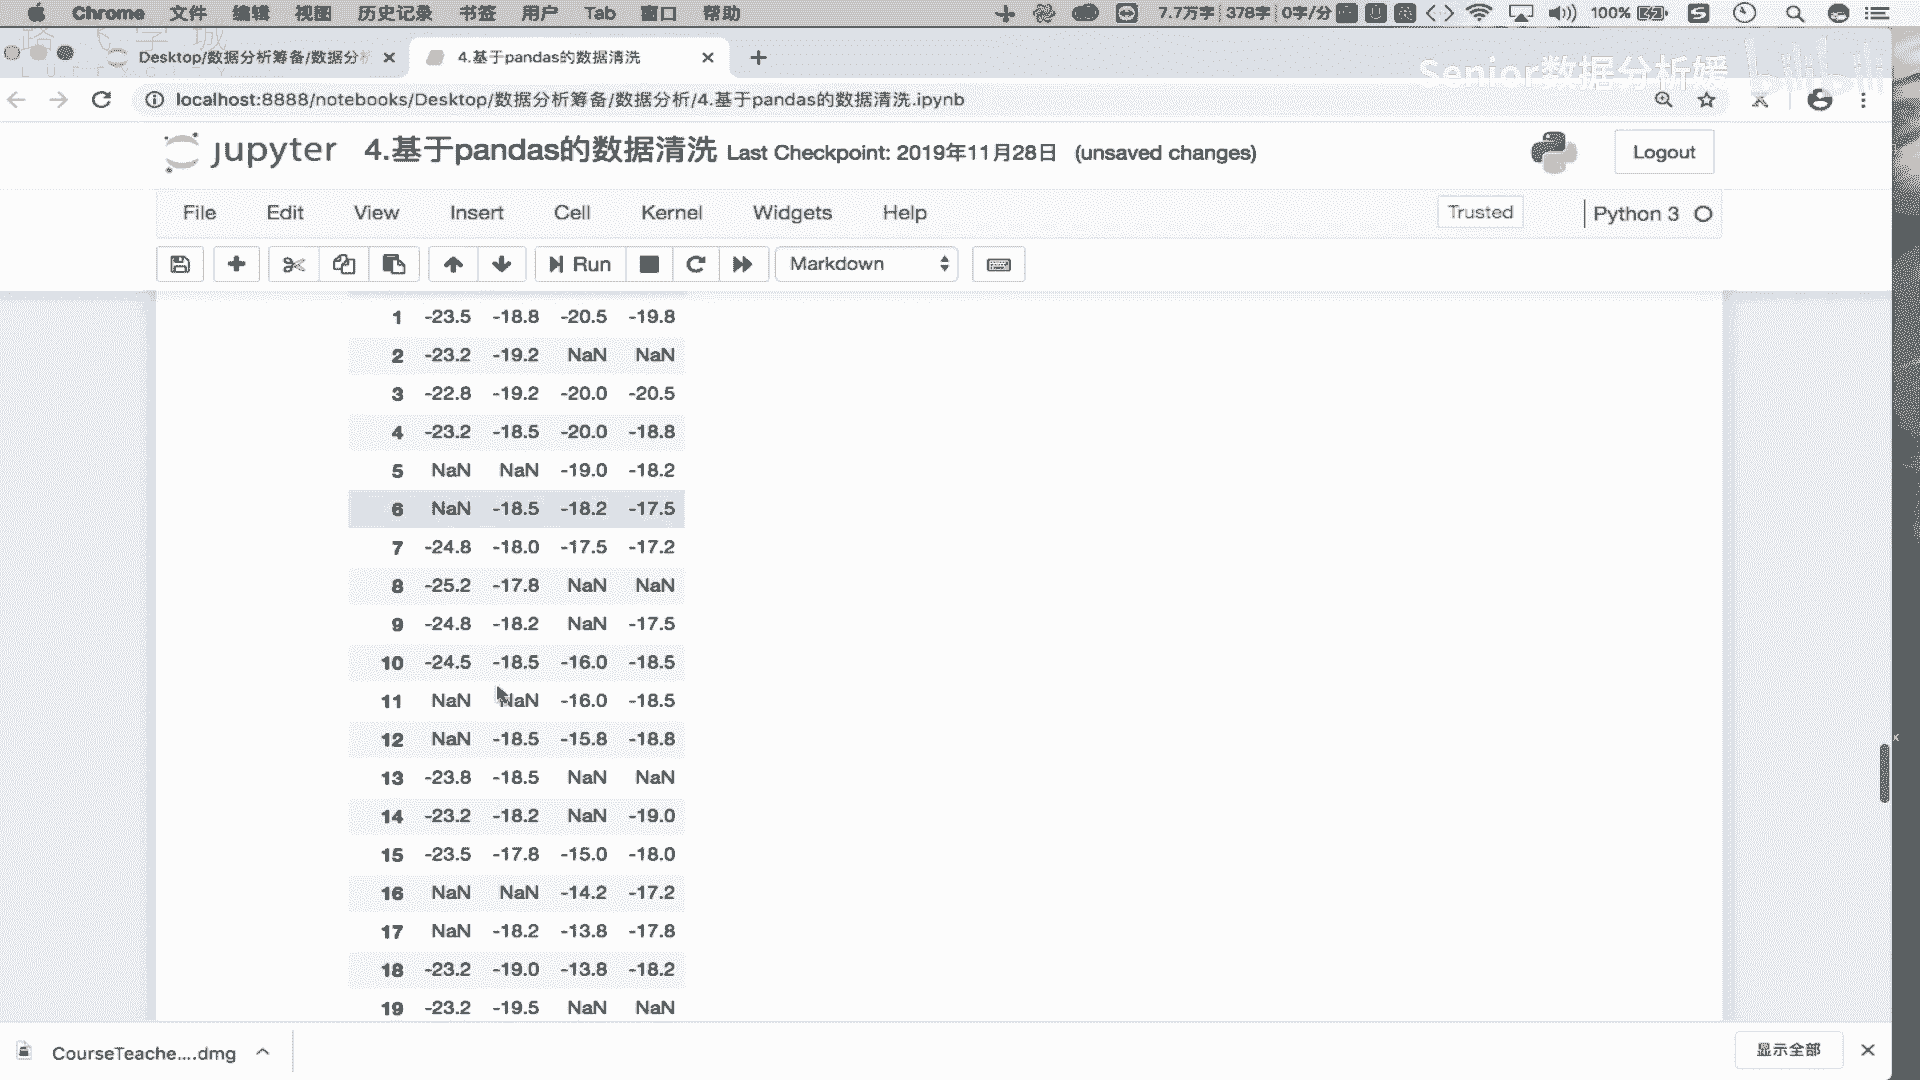 Chrome 文件 编辑 视图 历史记录 书签 用户 Tab 窗口 帮助 7.7万字 378字 0字/分 100%
Desktop/数据分析筹备/数据分析 4.基于pandas的数据清洗
Senior数据分析媛 bilibili
localhost:8888/notebooks/Desktop/数据分析筹备/数据分析/4.基于pandas的数据清洗.ipynb
jupyter 4.基于pandas的数据清洗 Last Checkpoint: 2019年11月28日 (unsaved changes) Logout
File Edit View Insert Cell Kernel Widgets Help Trusted Python 3
Run Markdown
1 -23.5 -18.8 -20.5 -19.8
2 -23.2 -19.2 NaN NaN
3 -22.8 -19.2 -20.0 -20.5
4 -23.2 -18.5 -20.0 -18.8
5 NaN NaN -19.0 -18.2
6 NaN -18.5 -18.2 -17.5
7 -24.8 -18.0 -17.5 -17.2
8 -25.2 -17.8 NaN NaN
9 -24.8 -18.2 NaN -17.5
10 -24.5 -18.5 -16.0 -18.5
11 NaN NaN -16.0 -18.5
12 NaN -18.5 -15.8 -18.8
13 -23.8 -18.5 NaN NaN
14 -23.2 -18.2 NaN -19.0
15 -23.5 -17.8 -15.0 -18.0
16 NaN NaN -14.2 -17.2
17 NaN -18.2 -13.8 -17.8
18 -23.2 -19.0 -13.8 -18.2
19 -23.2 -19.5 NaN NaN
CourseTeache....dmg 显示全部